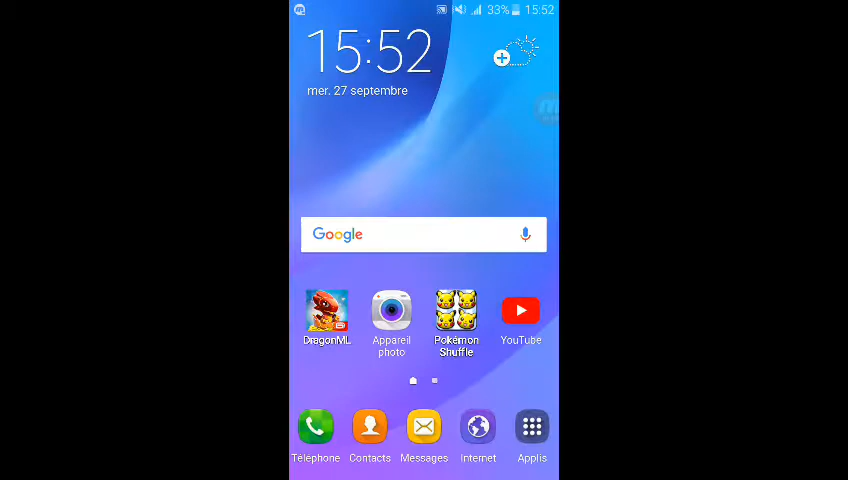 33% 15:52
15:52
mer. 27 septembre
Google
DragonML
Appareil photo
Pokémon Shuffle
YouTube
Téléphone
Contacts
Messages
Internet
Applis